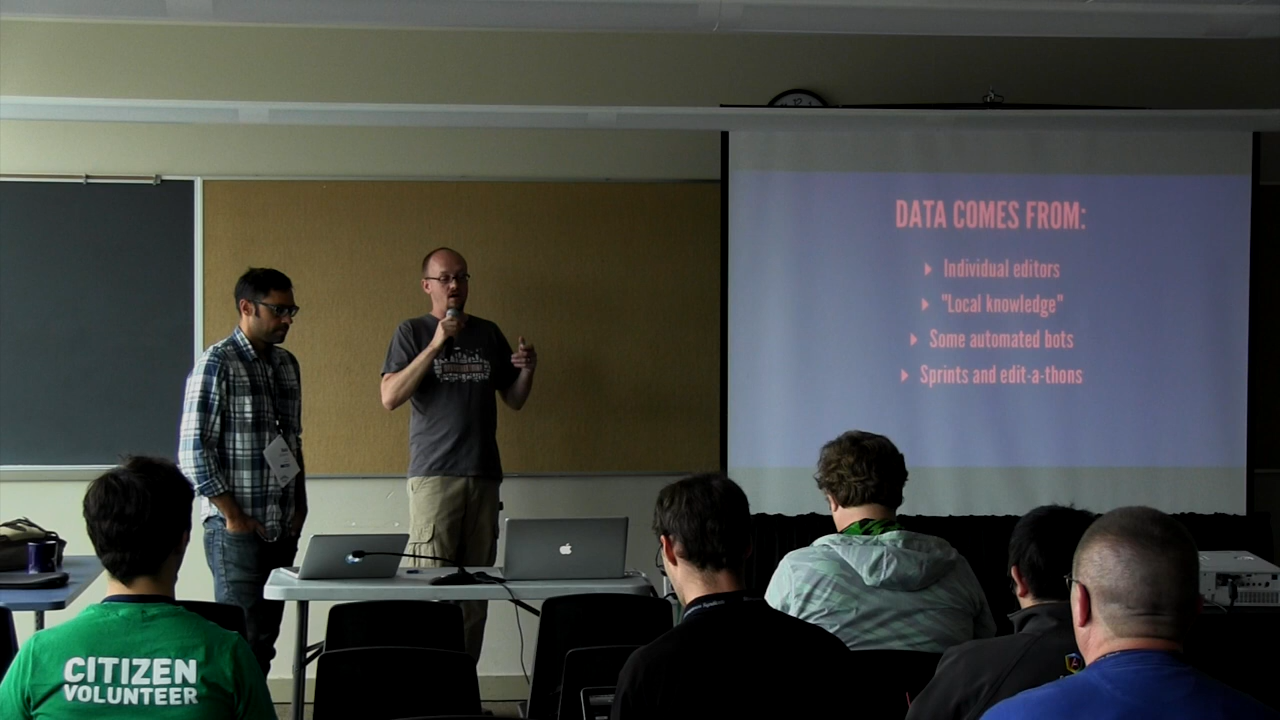 DATA COMES FROM:
Individual editors
"Local knowledge"
Some automated bots
Sprints and edit-a-thons
CITIZEN
VOLUNTEER